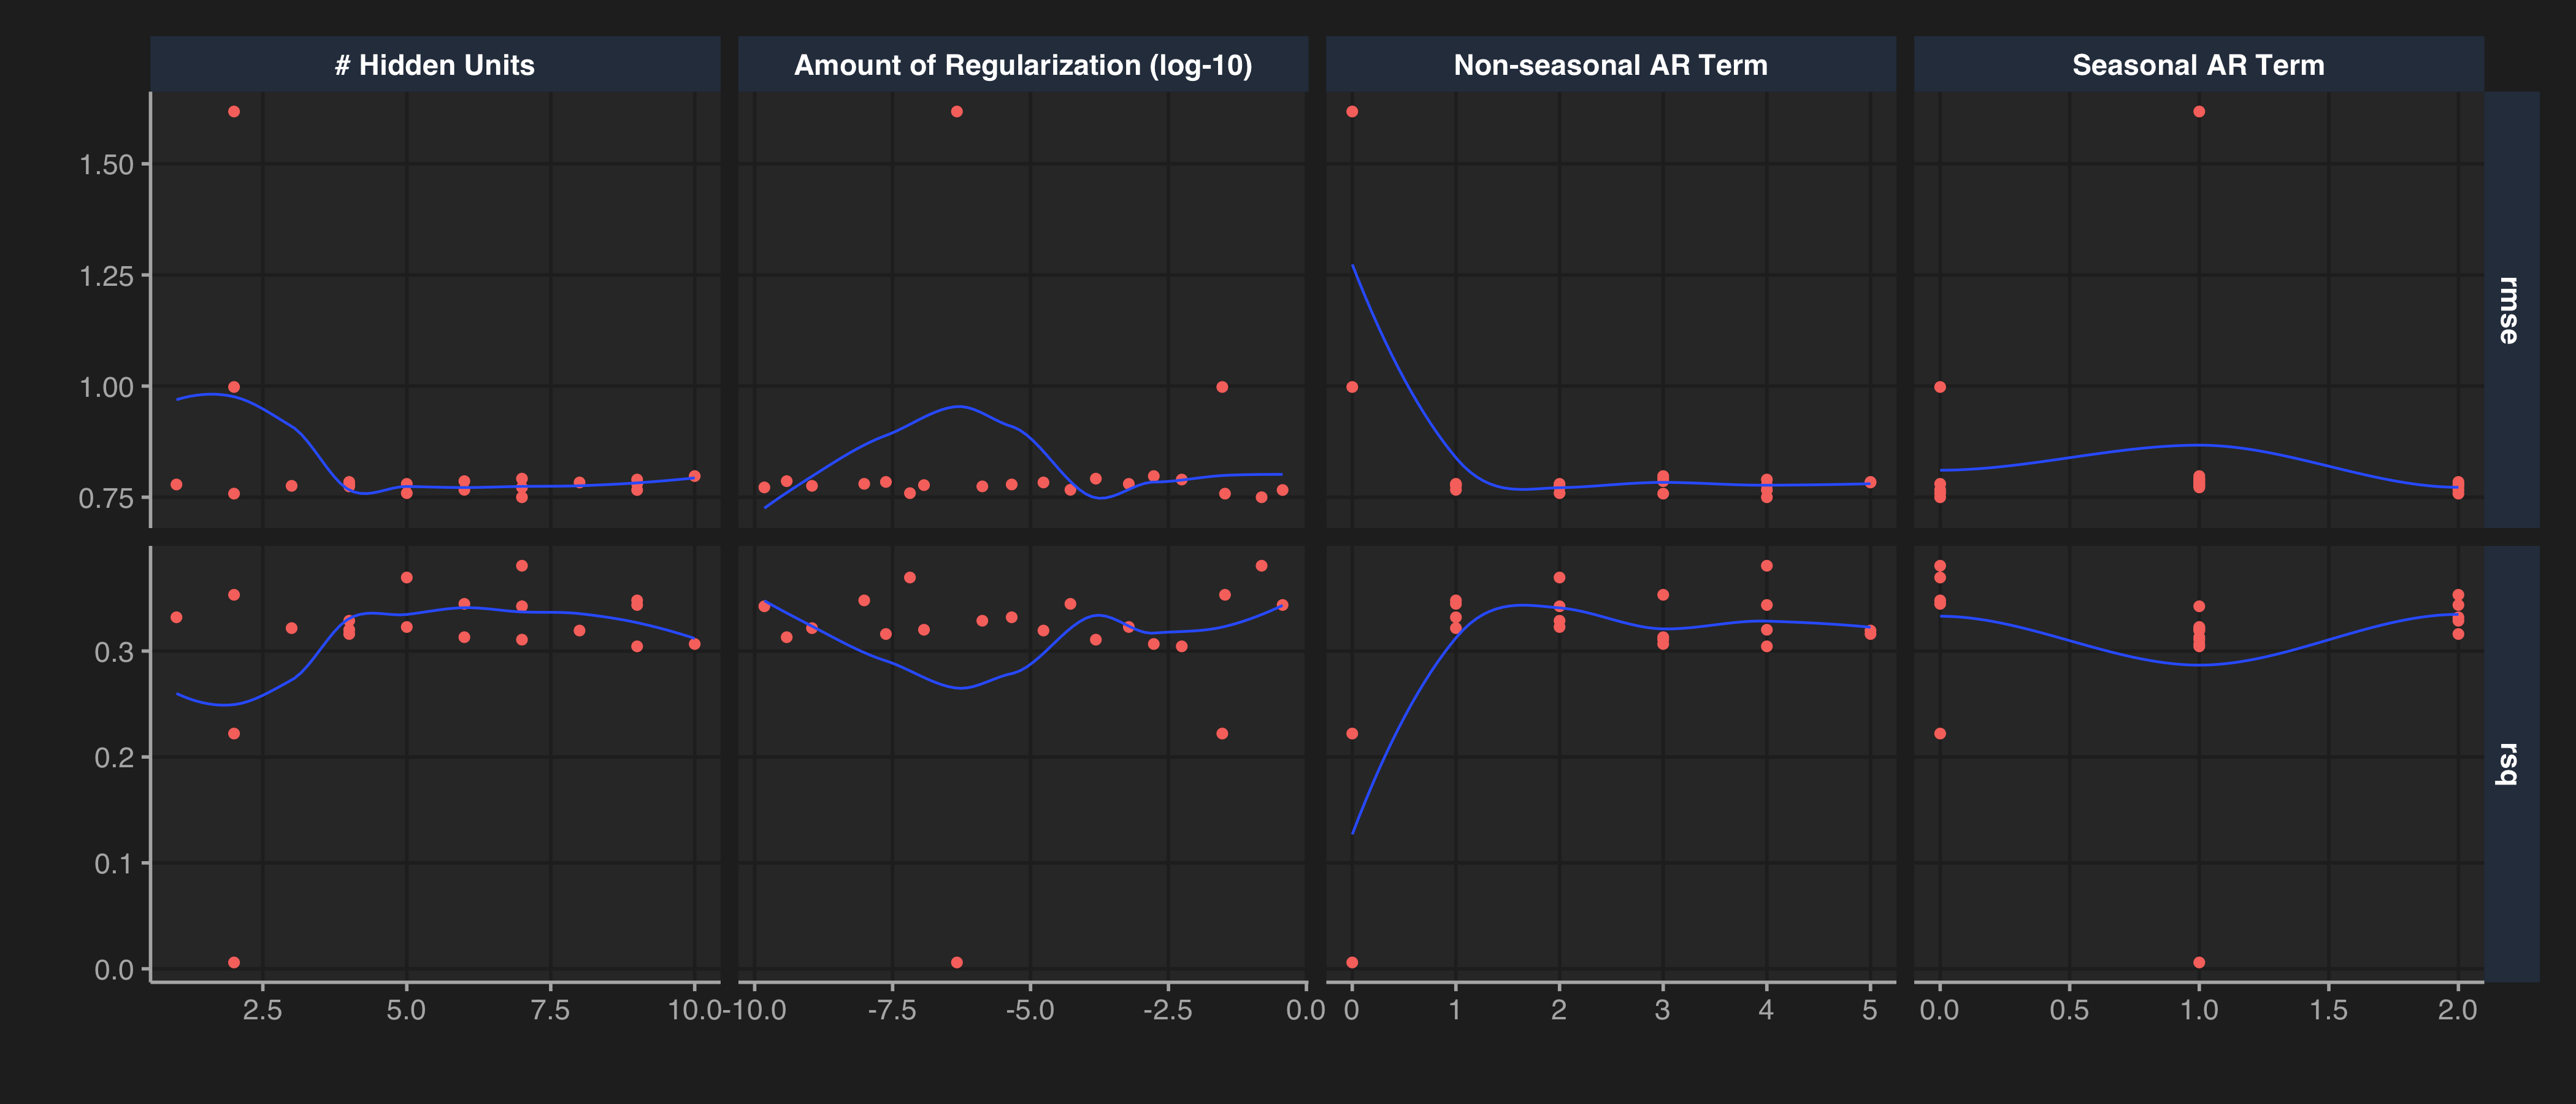 # Hidden Units
Amount of Regularization (log-10)
Non-seasonal AR Term
Seasonal AR Term
1.50
1.25
1.00
0.75
rmse
0.3
0.2
0.1
0.0
rsq
2.5 5.0 7.5 10.0
-10.0 -7.5 -5.0 -2.5 0.0
0 1 2 3 4 5
0.0 0.5 1.0 1.5 2.0